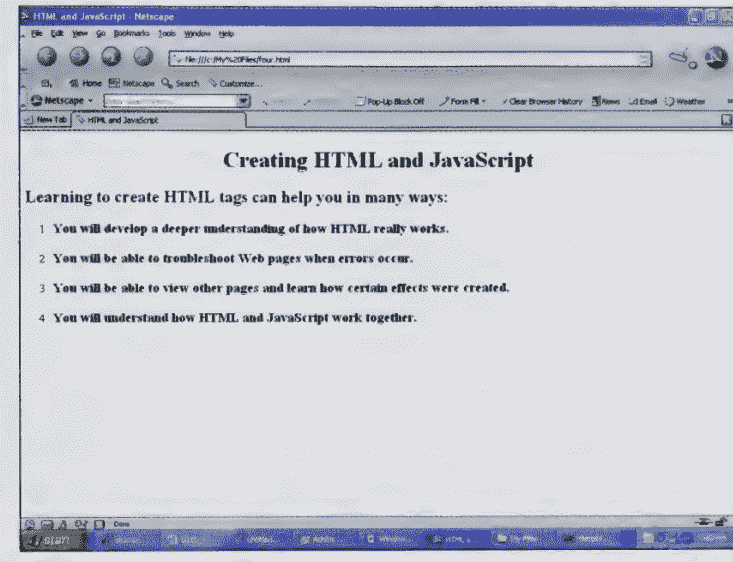 HTML and JavaScript - Netscape
File Edit View Go Bookmarks Tools Window Help
file:///c:/My%20Files/four.html
Home Netscape Search Customize...
Netscape Pop-Up Block Off Form Fill Clear Browser History News Email Weather
New Tab HTML and JavaScript
Creating HTML and JavaScript
Learning to create HTML tags can help you in many ways:
1 You will develop a deeper understanding of how HTML really works.
2 You will be able to troubleshoot Web pages when errors occur.
3 You will be able to view other pages and learn how certain effects were created.
4 You will understand how HTML and JavaScript work together.
Done
start